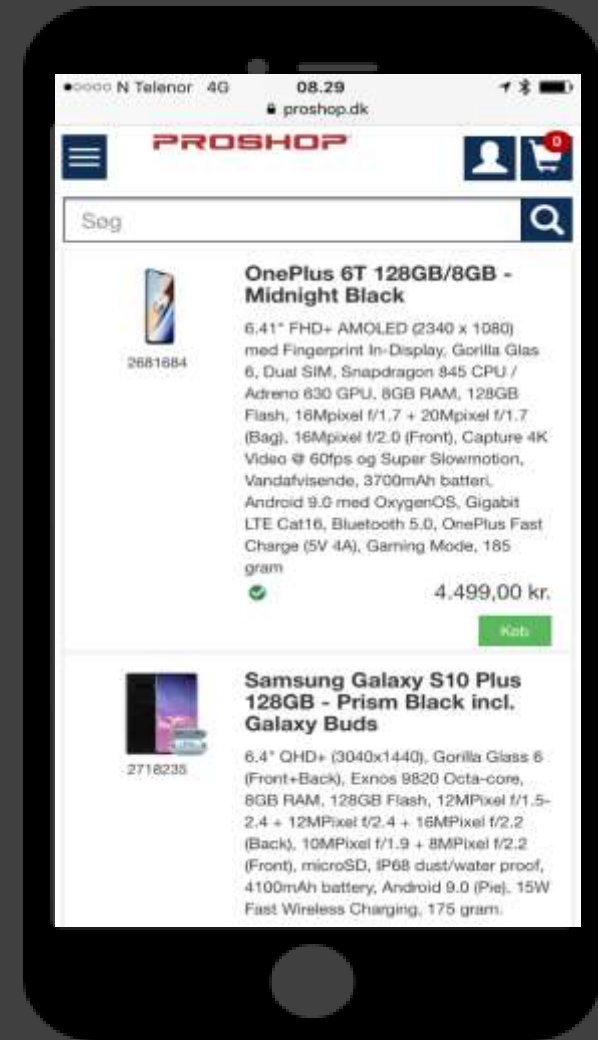 N Telenor 4G 08.29
proshop.dk
PROSHOP
0
Søg
OnePlus 6T 128GB/8GB -
Midnight Black
6.41" FHD+ AMOLED (2340 x 1080)
med Fingerprint In-Display, Gorilla Glas
6, Dual SIM, Snapdragon 845 CPU /
Adreno 630 GPU, 8GB RAM, 128GB
Flash, 16Mpixel f/1.7 + 20Mpixel f/1.7
(Bag), 16Mpixel f/2.0 (Front), Capture 4K
Video @ 60fps og Super Slowmotion,
Vandafvisende, 3700mAh batteri,
Android 9.0 med OxygenOS, Gigabit
LTE Cat16, Bluetooth 5.0, OnePlus Fast
Charge (5V 4A), Gaming Mode, 185
gram
2681684
4.499,00 kr.
Køb
Samsung Galaxy S10 Plus
128GB - Prism Black incl.
Galaxy Buds
6.4" QHD+ (3040x1440), Gorilla Glass 6
(Front+Back), Exnos 9820 Octa-core,
8GB RAM, 128GB Flash, 12MPixel f/1.5-
2.4 + 12MPixel f/2.4 + 16MPixel f/2.2
(Back), 10MPixel f/1.9 + 8MPixel f/2.2
(Front), microSD, IP68 dust/water proof,
4100mAh battery, Android 9.0 (Pie), 15W
Fast Wireless Charging, 175 gram.
2718235